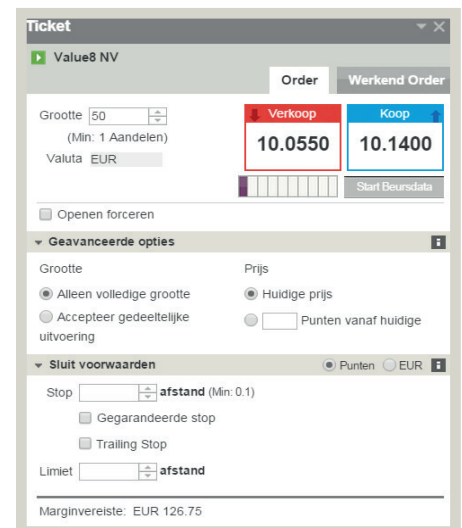 Ticket
Value8 NV
Order Werkend Order
Grootte 50
(Min: 1 Aandelen)
Valuta EUR
Verkoop Koop
10.0550 10.1400
Start Beursdata
Openen forceren
Geavanceerde opties
Grootte Prijs
Alleen volledige grootte Huidige prijs
Accepteer gedeeltelijke Punten vanaf huidige
uitvoering
Sluit voorwaarden Punten EUR
Stop afstand (Min: 0.1)
Gegarandeerde stop
Trailing Stop
Limiet afstand
Marginvereiste: EUR 126.75